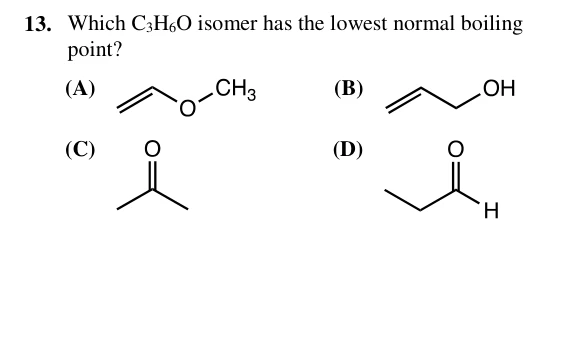 13. Which C₃H₆O isomer has the lowest normal boiling
point?
(A) O CH₃ (B) OH
(C) O (D) O
H